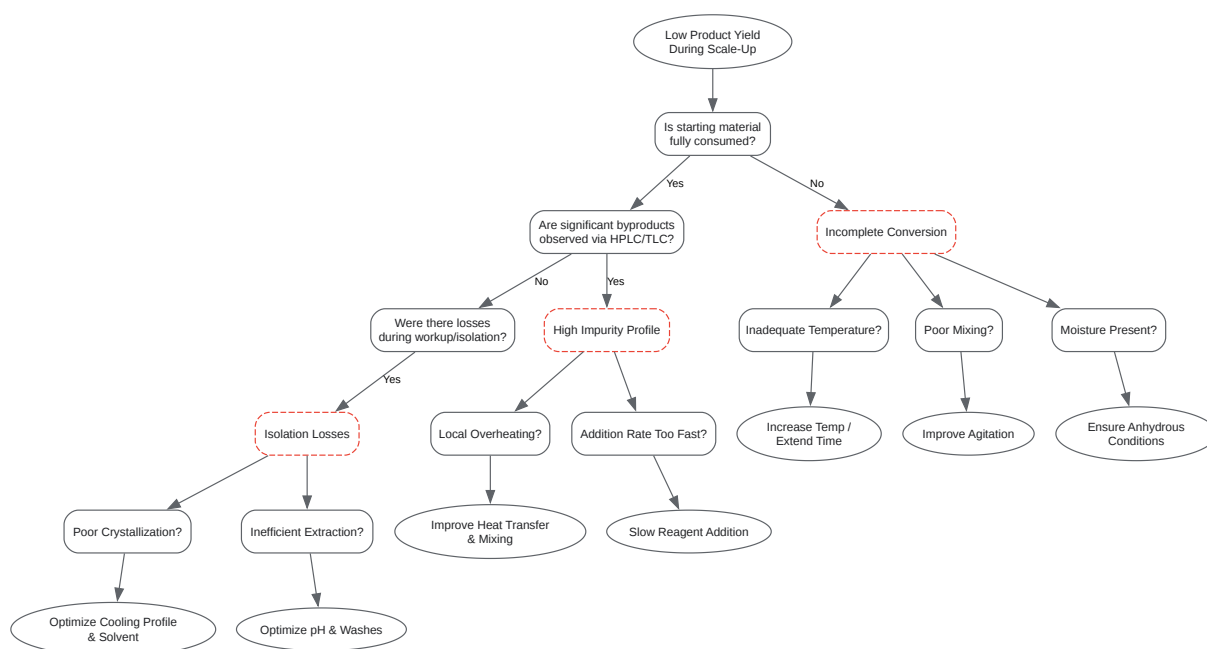 Low Product Yield
During Scale-Up
Is starting material
fully consumed?
Yes
No
Are significant byproducts
observed via HPLC/TLC?
Incomplete Conversion
No
Yes
Were there losses
during workup/isolation?
High Impurity Profile
Inadequate Temperature?
Poor Mixing?
Moisture Present?
Yes
Isolation Losses
Local Overheating?
Addition Rate Too Fast?
Increase Temp /
Extend Time
Improve Agitation
Ensure Anhydrous
Conditions
Poor Crystallization?
Inefficient Extraction?
Improve Heat Transfer
& Mixing
Slow Reagent Addition
Optimize Cooling Profile
& Solvent
Optimize pH & Washes